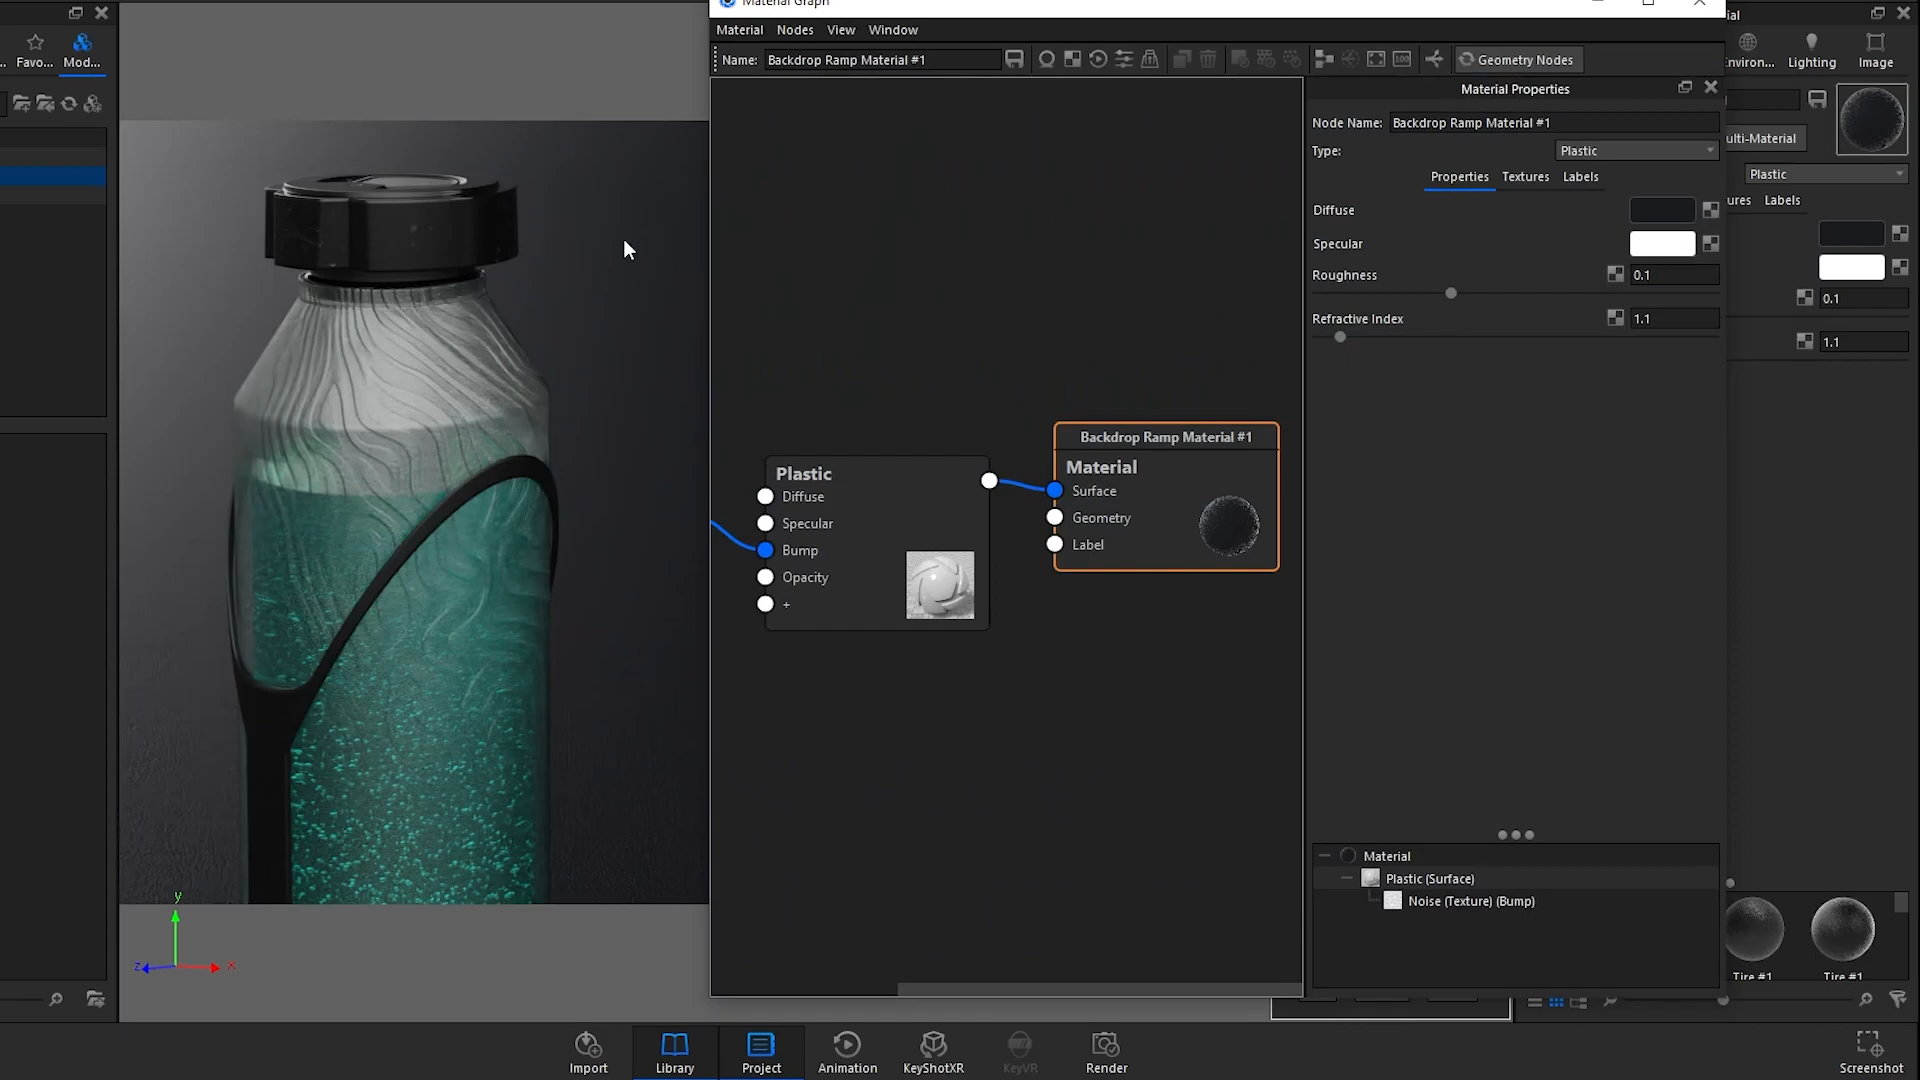 Material Graph
Material Nodes View Window
ial
Favo... Mod...
Name: Backdrop Ramp Material #1
100
Geometry Nodes
Environ... Lighting Image
Material Properties
Node Name: Backdrop Ramp Material #1
Type: Plastic
ulti-Material
Plastic
Properties Textures Labels
ures Labels
Diffuse
Specular
Roughness 0.1
0.1
Refractive Index 1.1
1.1
Backdrop Ramp Material #1
Material
Surface
Geometry
Label
Plastic
Diffuse
Specular
Bump
Opacity
+
Material
Plastic (Surface)
Noise (Texture) (Bump)
y
z
x
Tire #1 Tire #1
Import Library Project Animation KeyShotXR KeyVR Render Screenshot